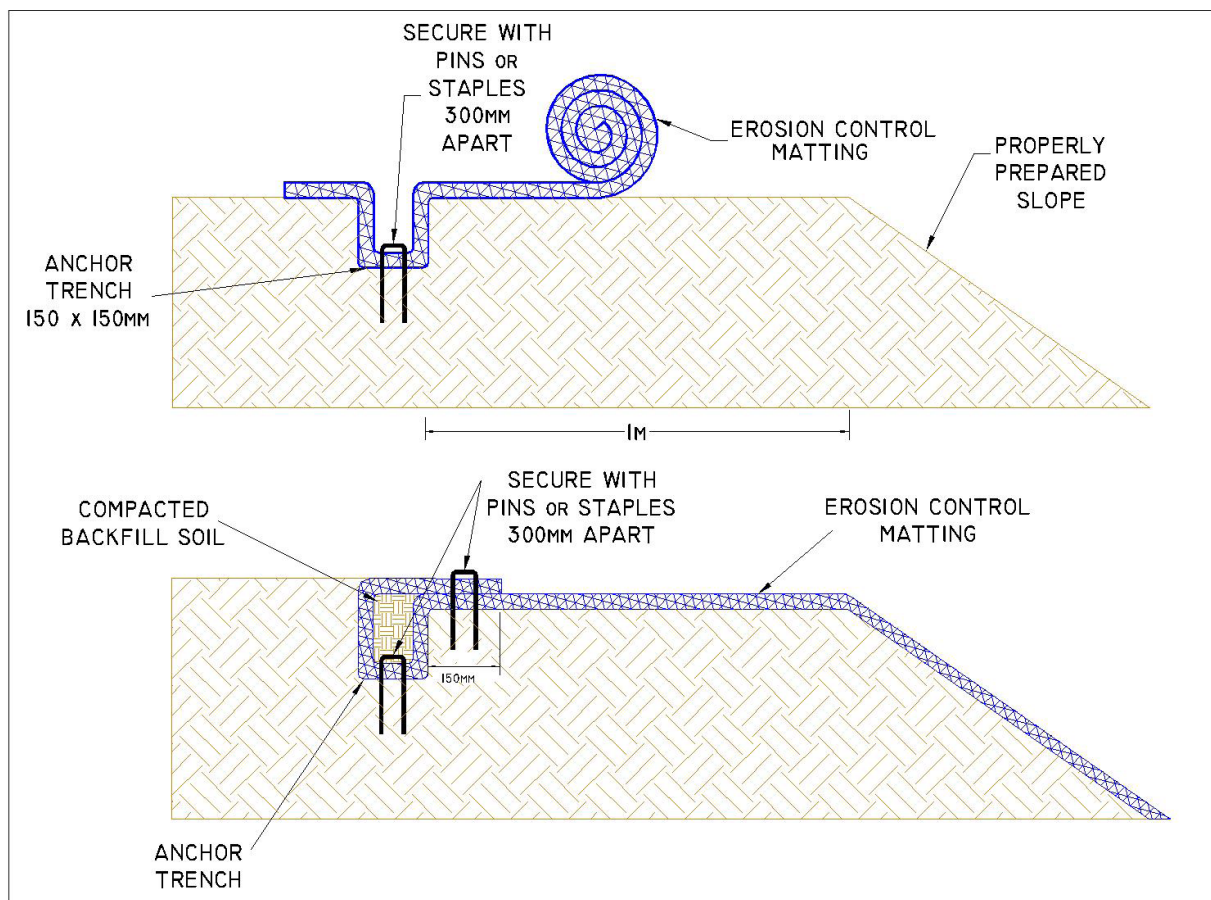 SECURE WITH
PINS OR
STAPLES
300MM
APART
EROSION CONTROL
MATTING
PROPERLY
PREPARED
SLOPE
ANCHOR
TRENCH
150 X 150MM
1M
COMPACTED
BACKFILL SOIL
SECURE WITH
PINS OR STAPLES
300MM APART
EROSION CONTROL
MATTING
150MM
ANCHOR
TRENCH